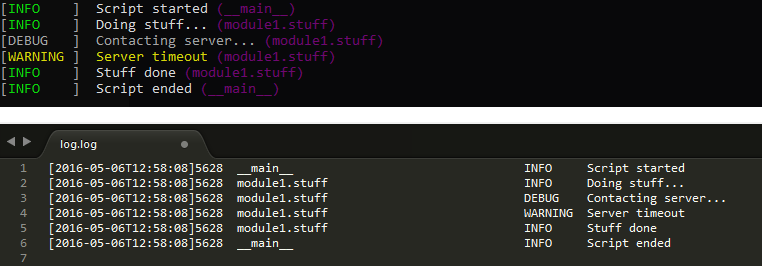 [INFO    ]  Script started (__main__)
[INFO    ]  Doing stuff... (module1.stuff)
[DEBUG   ]  Contacting server... (module1.stuff)
[WARNING ]  Server timeout (module1.stuff)
[INFO    ]  Stuff done (module1.stuff)
[INFO    ]  Script ended (__main__)
log.log
1  [2016-05-06T12:58:08]5628  __main__  INFO  Script started
2  [2016-05-06T12:58:08]5628  module1.stuff  INFO  Doing stuff...
3  [2016-05-06T12:58:08]5628  module1.stuff  DEBUG  Contacting server...
4  [2016-05-06T12:58:08]5628  module1.stuff  WARNING  Server timeout
5  [2016-05-06T12:58:08]5628  module1.stuff  INFO  Stuff done
6  [2016-05-06T12:58:08]5628  __main__  INFO  Script ended
7